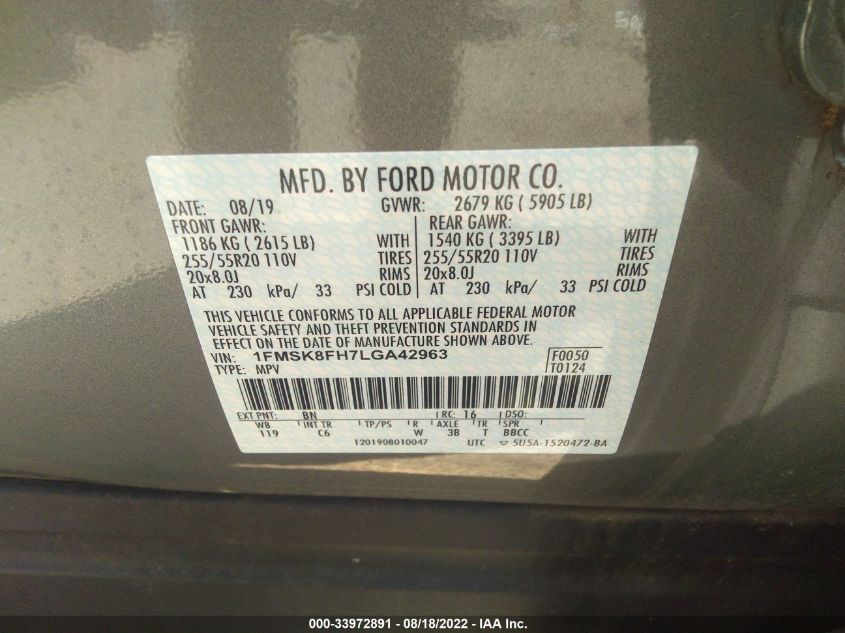 MFD. BY FORD MOTOR CO.
DATE: 08/19 GVWR: 2679 KG ( 5905 LB)
FRONT GAWR: REAR GAWR:
1186 KG ( 2615 LB) WITH 1540 KG ( 3395 LB) WITH
255/55R20 110V TIRES 255/55R20 110V TIRES
20x8.0J RIMS 20x8.0J RIMS
AT 230 kPa/ 33 PSI COLD AT 230 kPa/ 33 PSI COLD
THIS VEHICLE CONFORMS TO ALL APPLICABLE FEDERAL MOTOR
VEHICLE SAFETY AND THEFT PREVENTION STANDARDS IN
EFFECT ON THE DATE OF MANUFACTURE SHOWN ABOVE.
VIN: 1FMSK8FH7LGA42963 F0050
TYPE: MPV T0124
EXT PNT: BN RC: 16 DSO:
WB INT TR TP/PS R AXLE TR SPR
119 C6 W 3B T BBCC
120190B010047 UTC 5U5A-1520472-BA
000-33972891 - 08/18/2022 - IAA Inc.